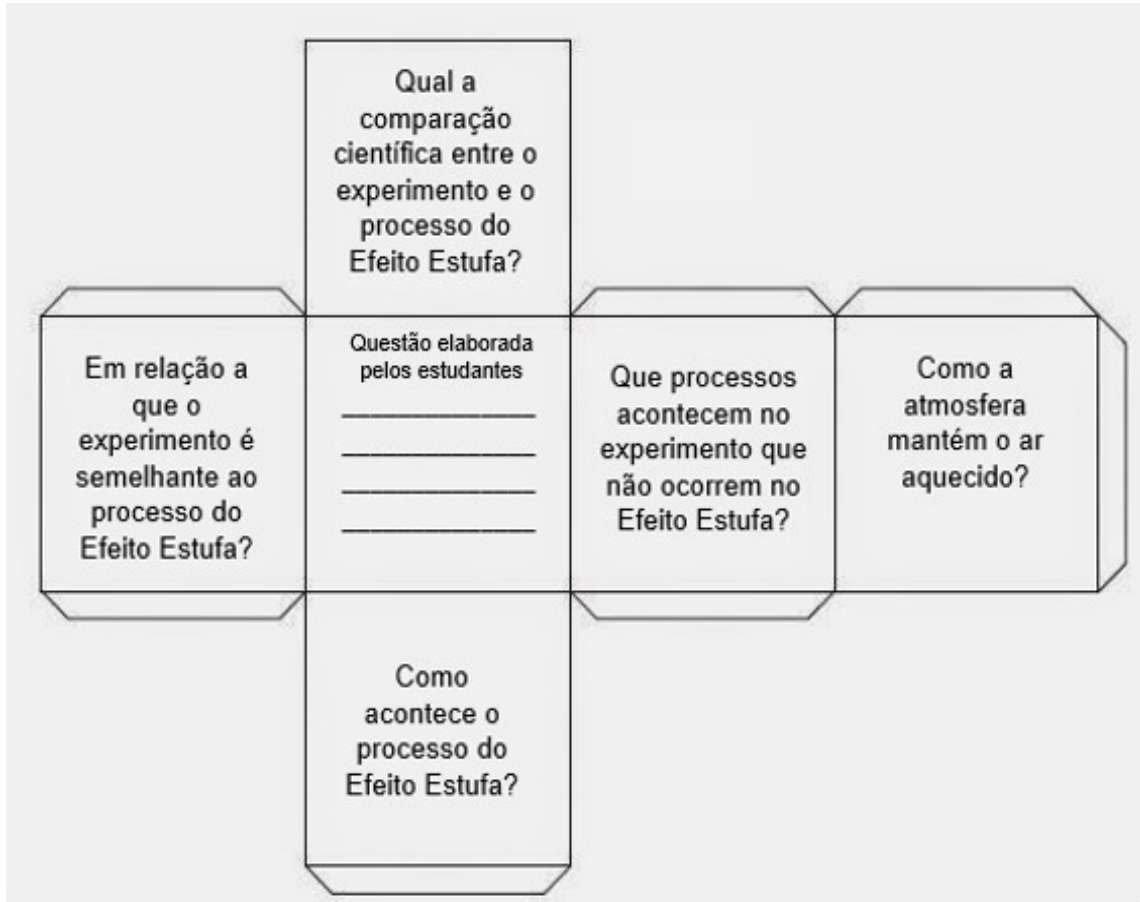 Qual a
comparação
científica entre o
experimento e o
processo do
Efeito Estufa?
Em relação a
que o
experimento é
semelhante ao
processo do
Efeito Estufa?
Questão elaborada
pelos estudantes
Que processos
acontecem no
experimento que
não ocorrem no
Efeito Estufa?
Como a
atmosfera
mantém o ar
aquecido?
Como
acontece o
processo do
Efeito Estufa?